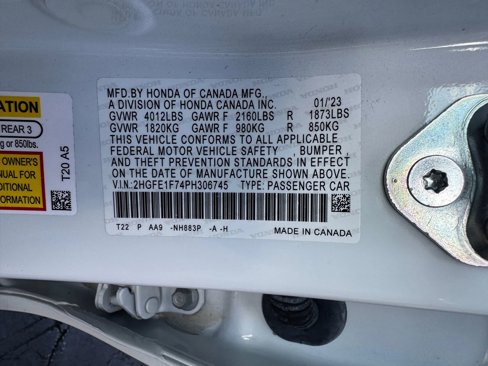 ATION
REAR 3
g or 850lbs.
OWNER'S
NUAL FOR
DITIONAL
ORMATION
T20 A5
MFD.BY HONDA OF CANADA MFG.,
A DIVISION OF HONDA CANADA INC. 01/'23
GVWR 4012LBS GAWR F 2160LBS R 1873LBS
GVWR 1820KG GAWR F 980KG R 850KG
THIS VEHICLE CONFORMS TO ALL APPLICABLE
FEDERAL MOTOR VEHICLE SAFETY, BUMPER,
AND THEFT PREVENTION STANDARDS IN EFFECT
ON THE DATE OF MANUFACTURE SHOWN ABOVE.
V.I.N.:2HGFE1F74PH306745 TYPE: PASSENGER CAR
T22 P AA9 -NH883P -A -H
MADE IN CANADA